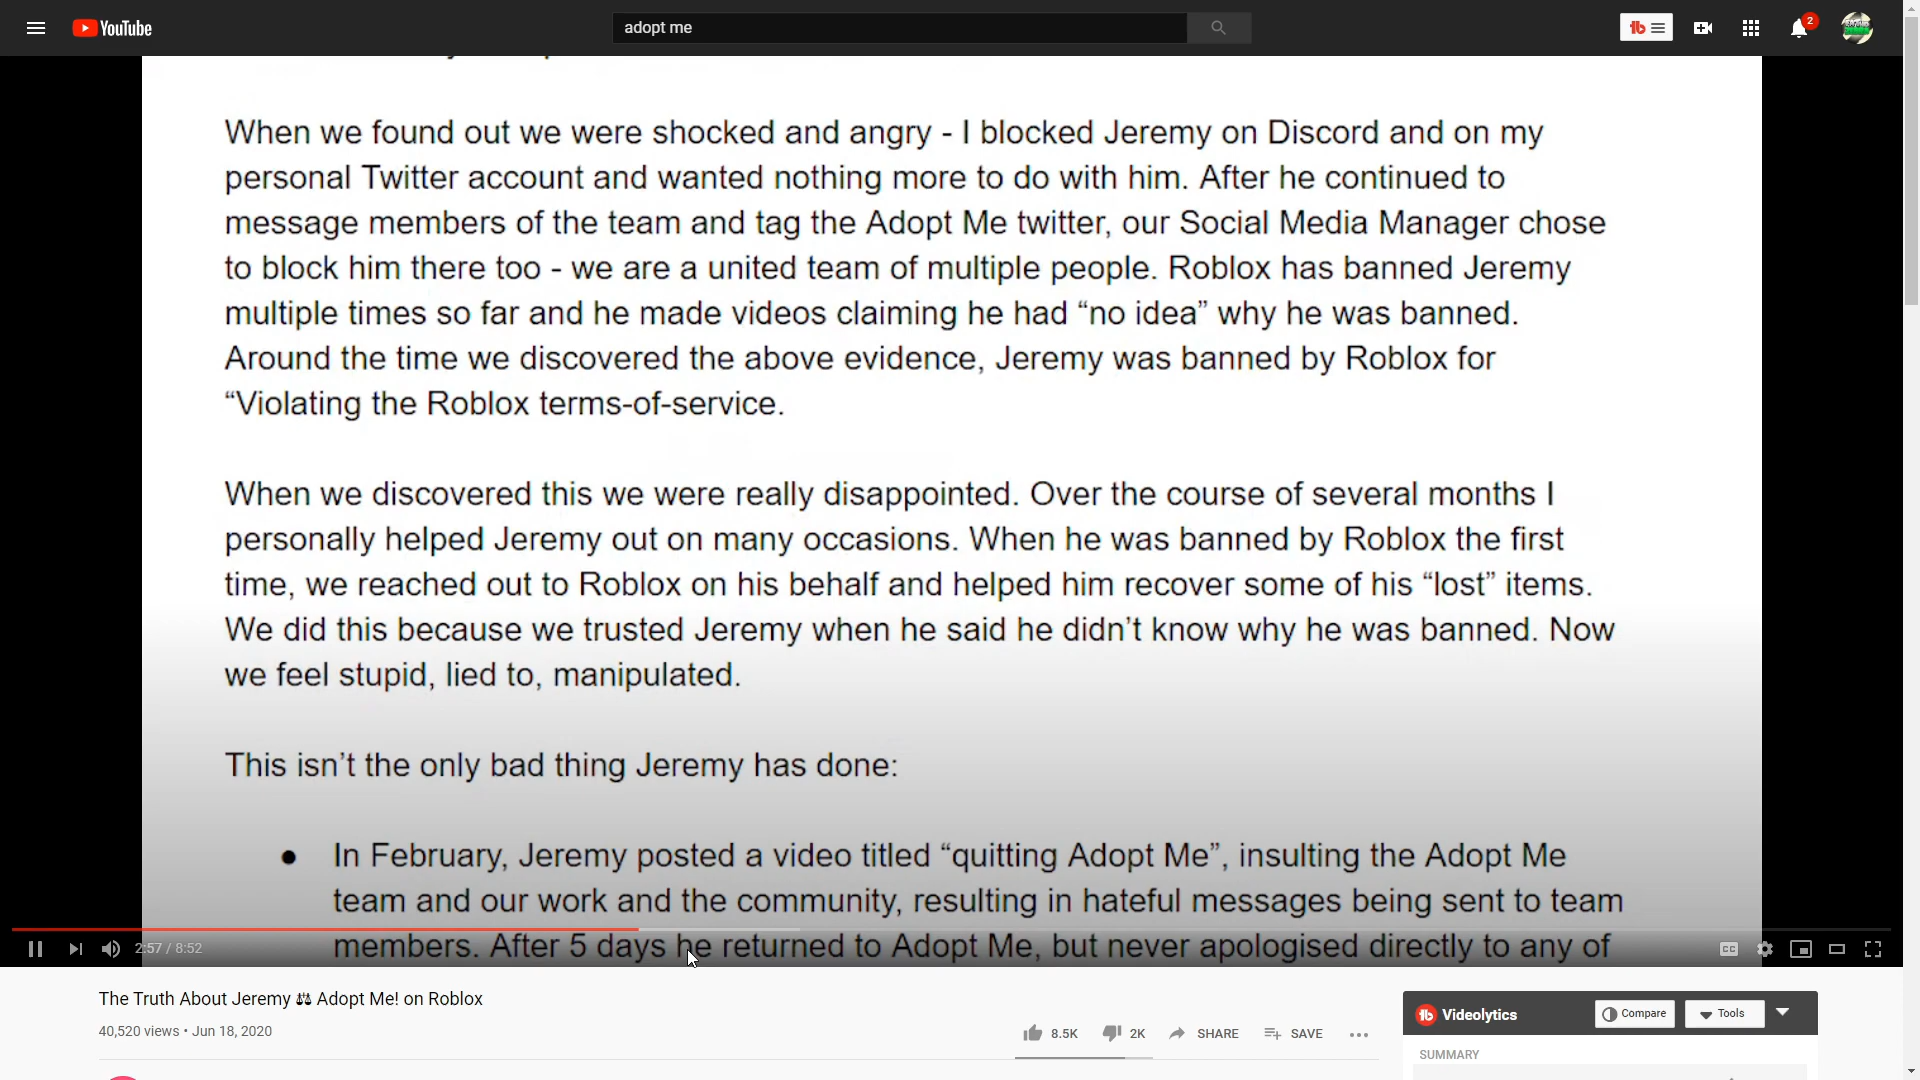 YouTube
adopt me
2
When we found out we were shocked and angry - I blocked Jeremy on Discord and on my
personal Twitter account and wanted nothing more to do with him. After he continued to
message members of the team and tag the Adopt Me twitter, our Social Media Manager chose
to block him there too - we are a united team of multiple people. Roblox has banned Jeremy
multiple times so far and he made videos claiming he had “no idea” why he was banned.
Around the time we discovered the above evidence, Jeremy was banned by Roblox for
“Violating the Roblox terms-of-service.
When we discovered this we were really disappointed. Over the course of several months I
personally helped Jeremy out on many occasions. When he was banned by Roblox the first
time, we reached out to Roblox on his behalf and helped him recover some of his “lost” items.
We did this because we trusted Jeremy when he said he didn’t know why he was banned. Now
we feel stupid, lied to, manipulated.
This isn’t the only bad thing Jeremy has done:
● In February, Jeremy posted a video titled “quitting Adopt Me”, insulting the Adopt Me
team and our work and the community, resulting in hateful messages being sent to team
members. After 5 days he returned to Adopt Me, but never apologised directly to any of
2:57 / 8:52
CC
The Truth About Jeremy ⚖ Adopt Me! on Roblox
40,520 views • Jun 18, 2020
8.5K 2K SHARE SAVE
Videolytics Compare Tools
SUMMARY